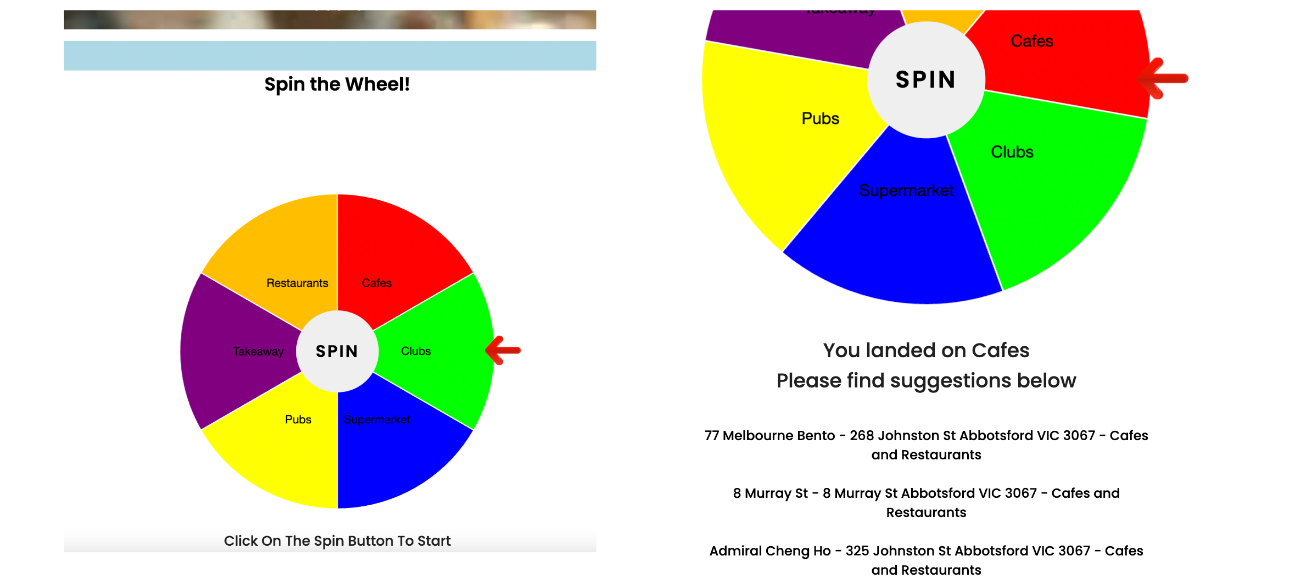 Spin the Wheel!
Restaurants
Cafes
Takeaway
SPIN
Clubs
Pubs
Supermarket
Click On The Spin Button To Start
Takeaway
Cafes
SPIN
Pubs
Clubs
Supermarket
You landed on Cafes
Please find suggestions below
77 Melbourne Bento - 268 Johnston St Abbotsford VIC 3067 - Cafes
and Restaurants
8 Murray St - 8 Murray St Abbotsford VIC 3067 - Cafes and
Restaurants
Admiral Cheng Ho - 325 Johnston St Abbotsford VIC 3067 - Cafes
and Restaurants